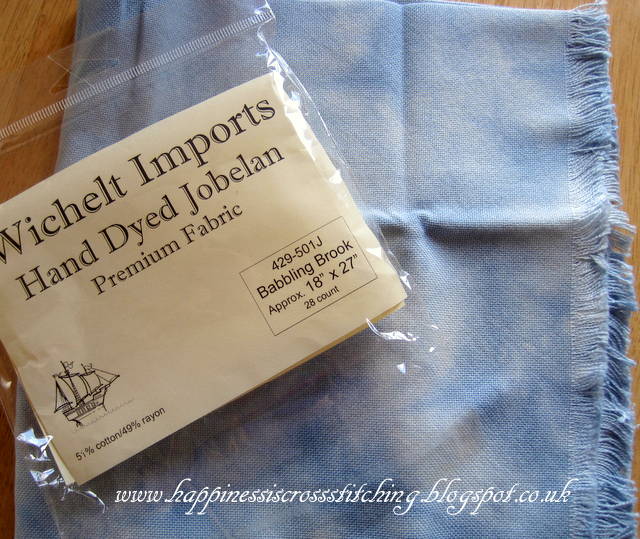 Wichelt Imports
Hand Dyed Jobelan
Premium Fabric
429-501J
Babbling Brook
Approx. 18" x 27"
28 count
51% cotton/49% rayon
www.happinessiscrossstitching.blogspot.co.uk